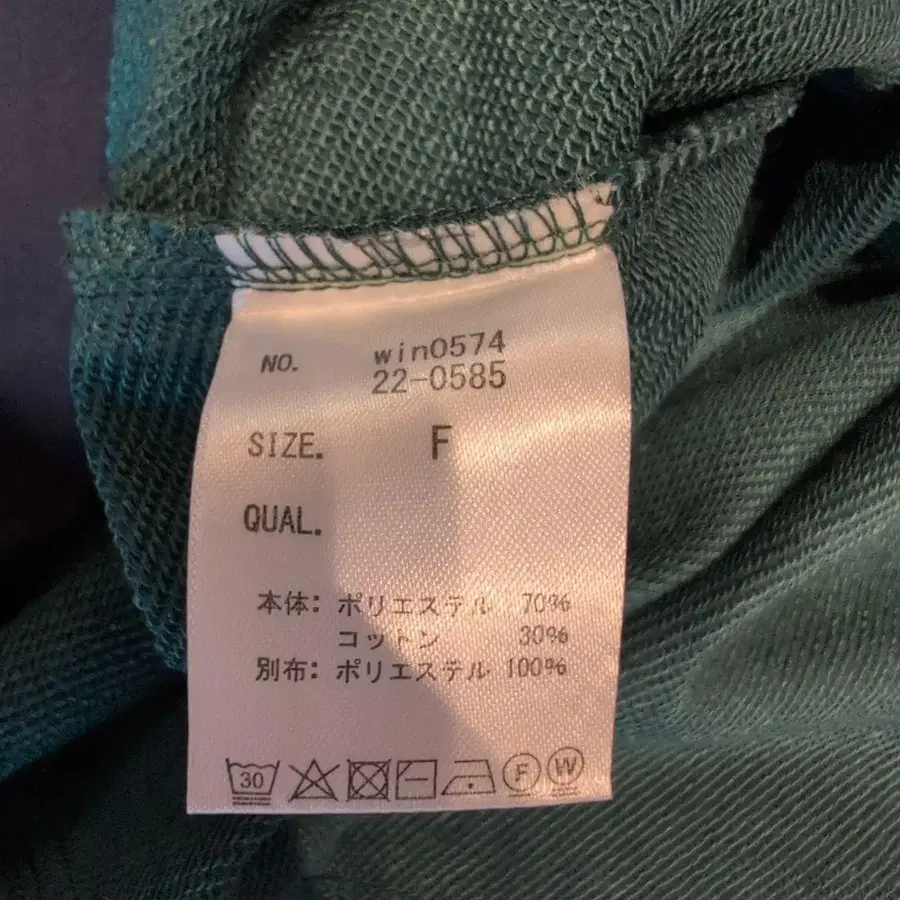 NO. win0574
22-0585
SIZE. F
QUAL.
本体: ポリエステル 70%
コットン 30%
別布: ポリエステル 100%
30 F W